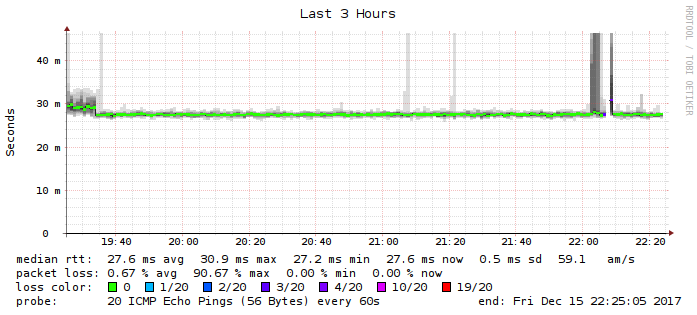 Last 3 Hours
RRDTOOL / TOBI OETIKER
Seconds
40 m
30 m
20 m
10 m
0
19:40 20:00 20:20 20:40 21:00 21:20 21:40 22:00 22:20
median rtt: 27.6 ms avg 30.9 ms max 27.2 ms min 27.6 ms now 0.5 ms sd 59.1 am/s
packet loss: 0.67 % avg 90.67 % max 0.00 % min 0.00 % now
loss color: 0 1/20 2/20 3/20 4/20 10/20 19/20
probe: 20 ICMP Echo Pings (56 Bytes) every 60s end: Fri Dec 15 22:25:05 2017